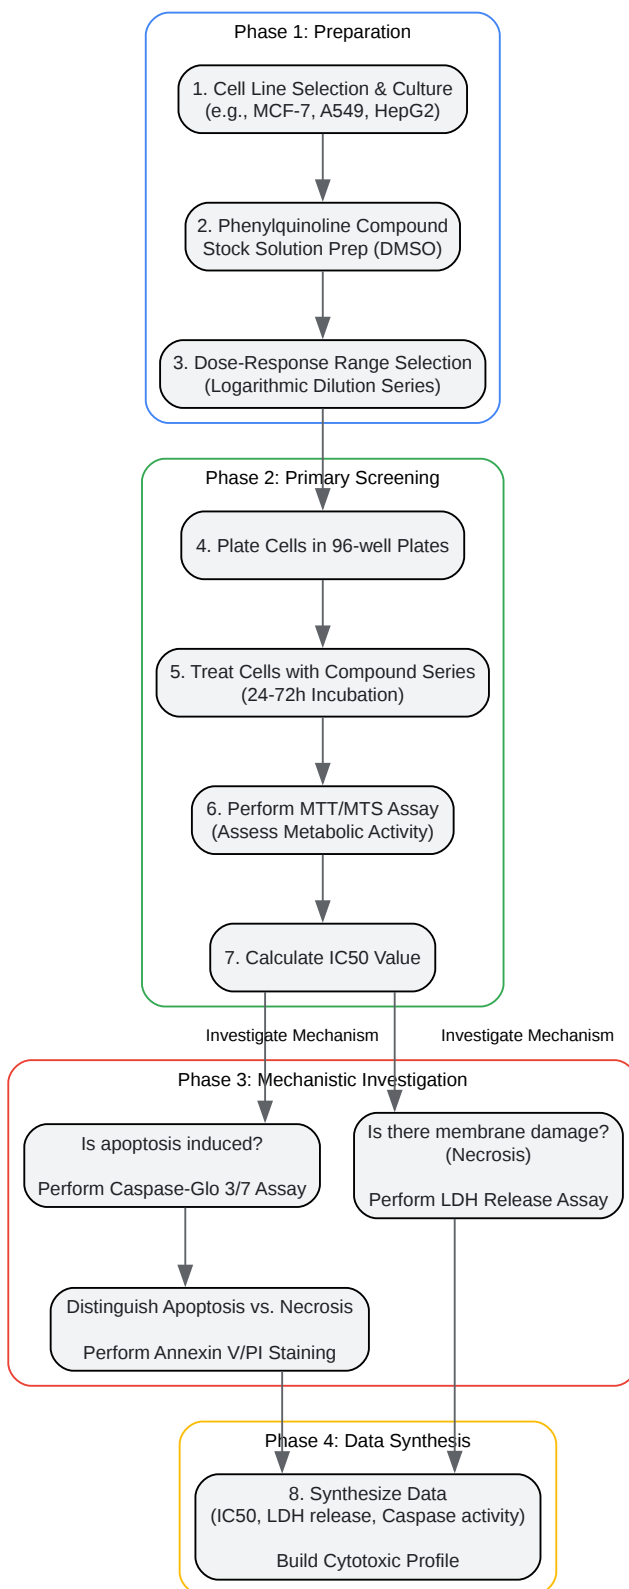 Phase 1: Preparation
1. Cell Line Selection & Culture
(e.g., MCF-7, A549, HepG2)
2. Phenylquinoline Compound
Stock Solution Prep (DMSO)
3. Dose-Response Range Selection
(Logarithmic Dilution Series)
Phase 2: Primary Screening
4. Plate Cells in 96-well Plates
5. Treat Cells with Compound Series
(24-72h Incubation)
6. Perform MTT/MTS Assay
(Assess Metabolic Activity)
7. Calculate IC50 Value
Investigate Mechanism
Investigate Mechanism
Phase 3: Mechanistic Investigation
Is apoptosis induced?
Perform Caspase-Glo 3/7 Assay
Is there membrane damage?
(Necrosis)
Perform LDH Release Assay
Distinguish Apoptosis vs. Necrosis
Perform Annexin V/PI Staining
Phase 4: Data Synthesis
8. Synthesize Data
(IC50, LDH release, Caspase activity)
Build Cytotoxic Profile